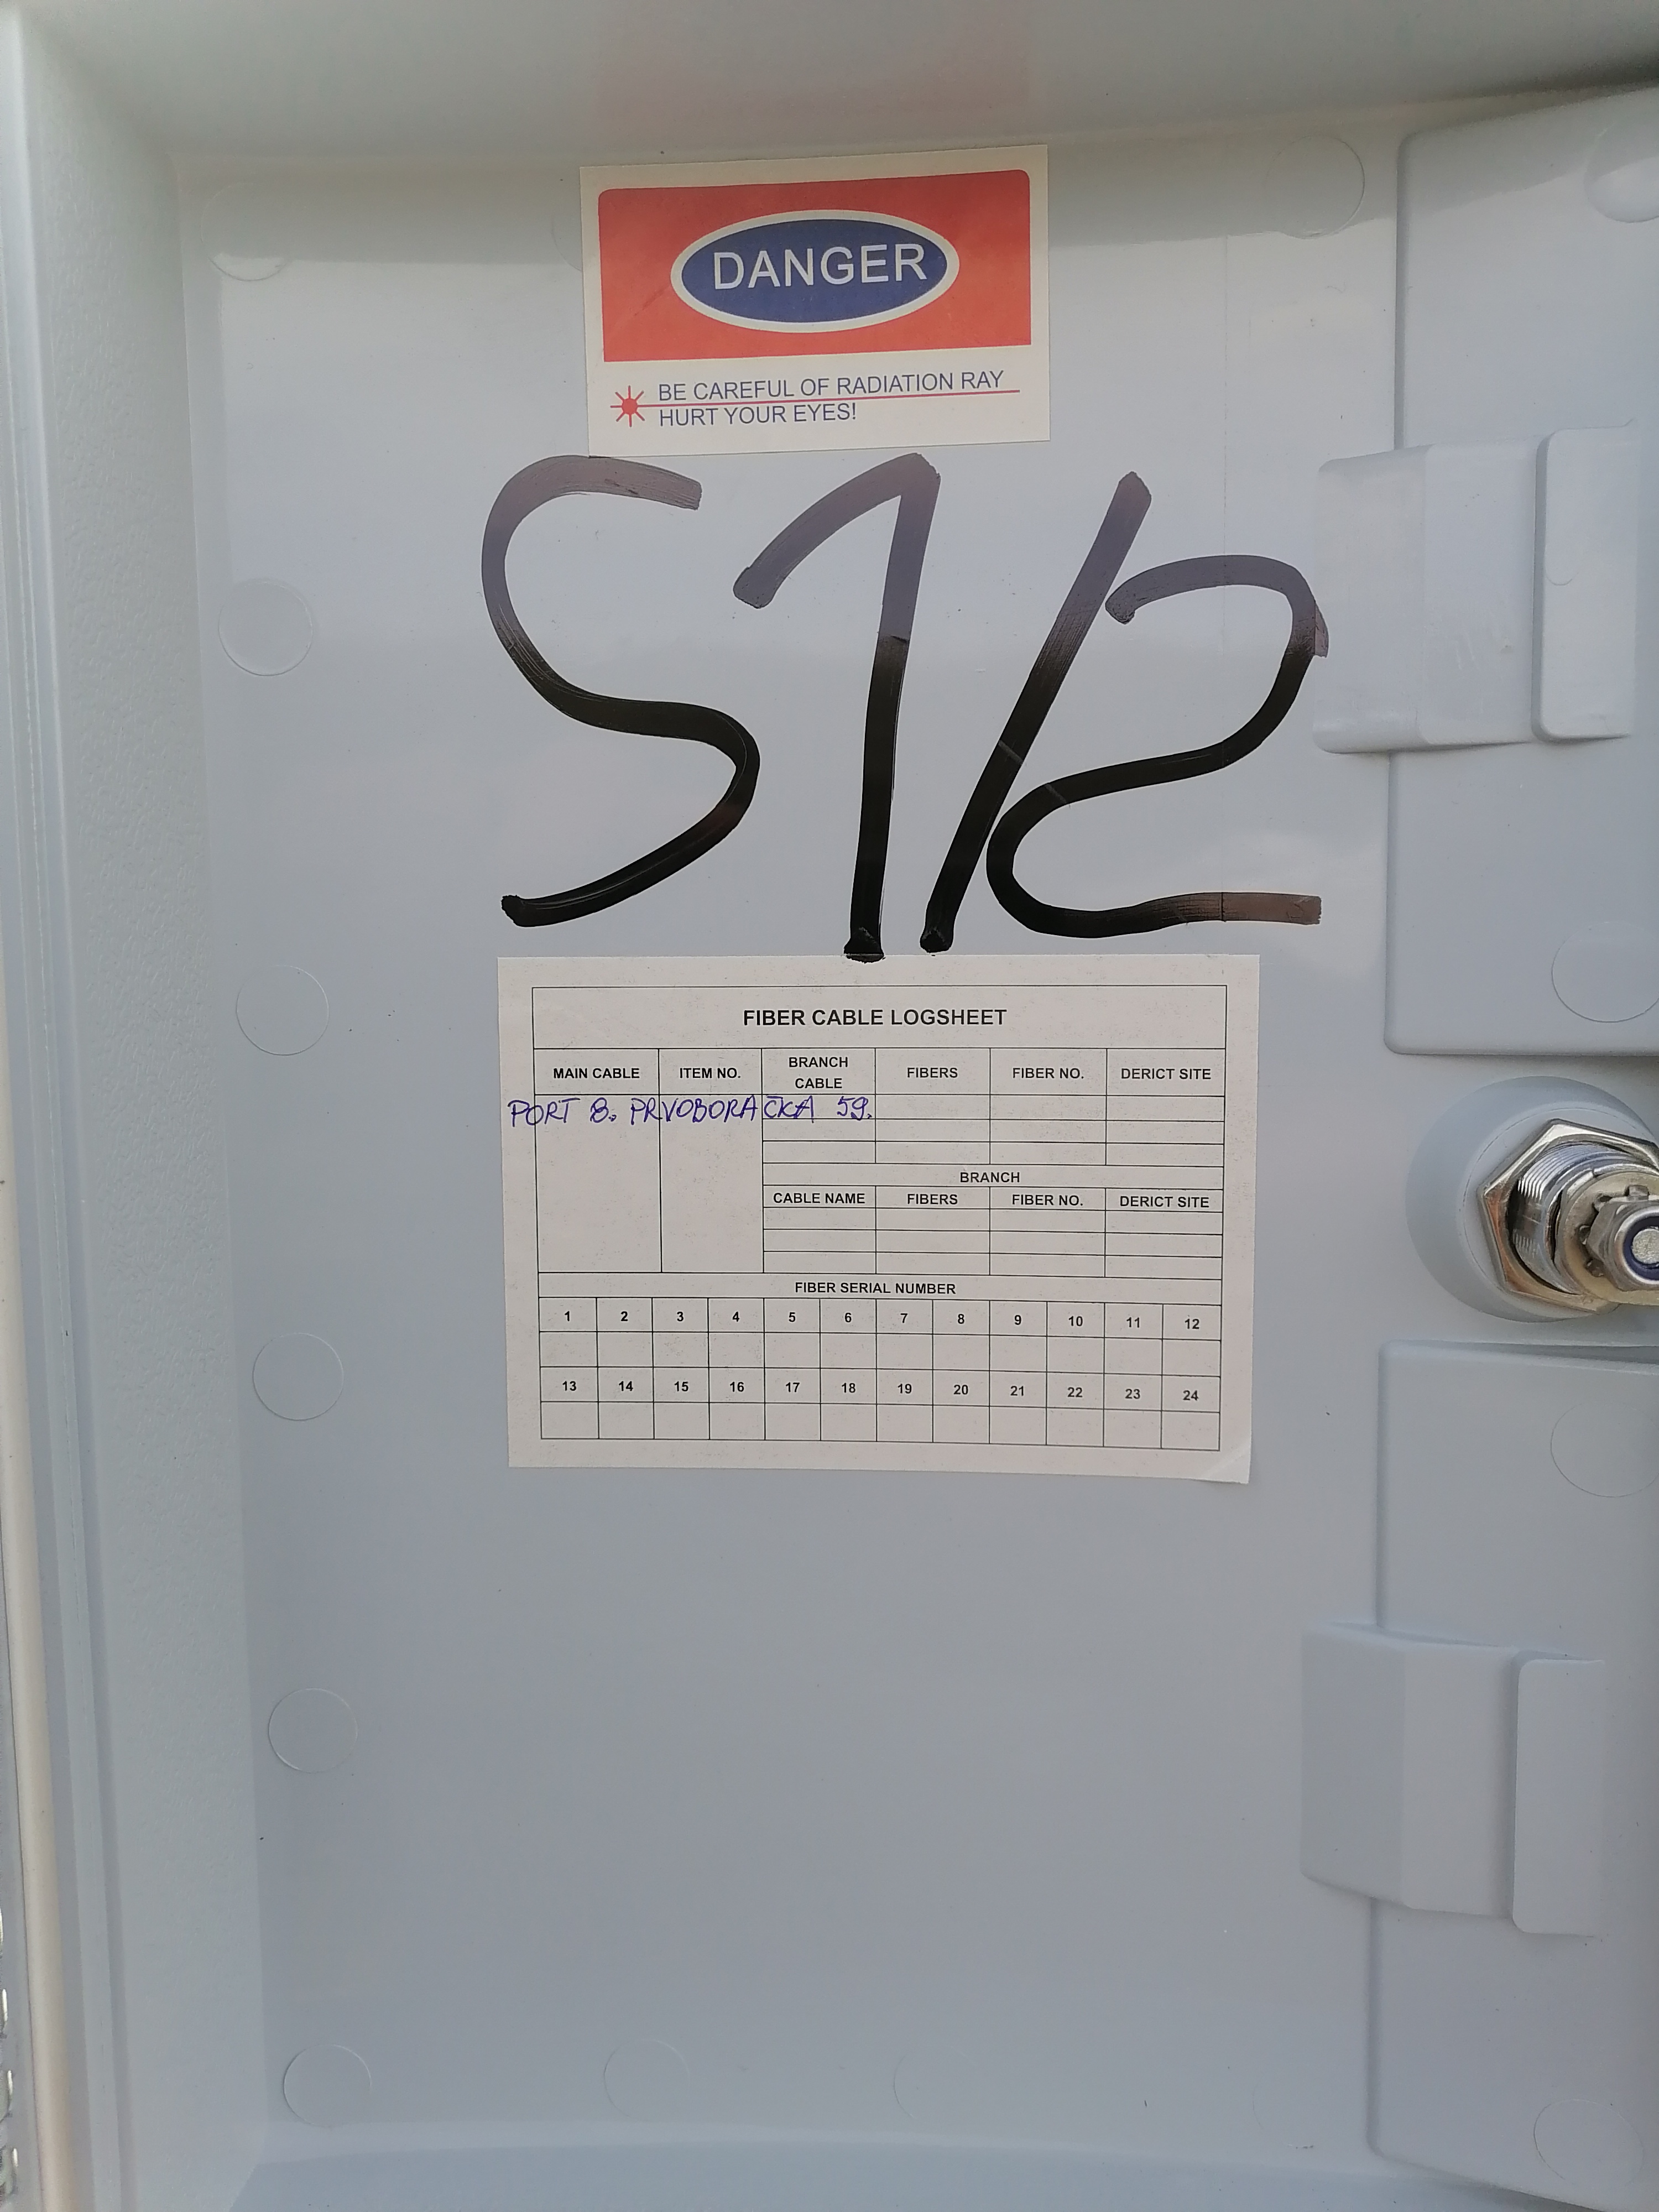 DANGER
BE CAREFUL OF RADIATION RAY
HURT YOUR EYES!
S1/2
FIBER CABLE LOGSHEET
MAIN CABLE ITEM NO. BRANCH CABLE FIBERS FIBER NO. DERICT SITE
PORT 8. PRVOBORAČKA 59.
BRANCH
CABLE NAME FIBERS FIBER NO. DERICT SITE
FIBER SERIAL NUMBER
1 2 3 4 5 6 7 8 9 10 11 12
13 14 15 16 17 18 19 20 21 22 23 24